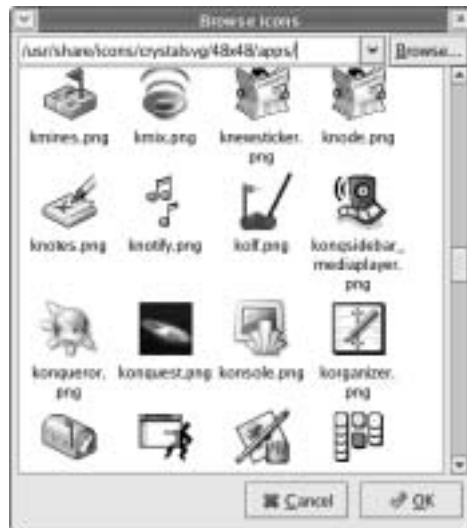 Browse icons
/usr/share/icons/crystalsvg/48x48/apps/
Browse...
kmines.png kmix.png knewsticker. knode.png
png
knotes.png knotify.png kolf.png konqsidebar_
mediaplayer.
png
konqueror. konquest.png konsole.png korganizer.
png png
Cancel OK